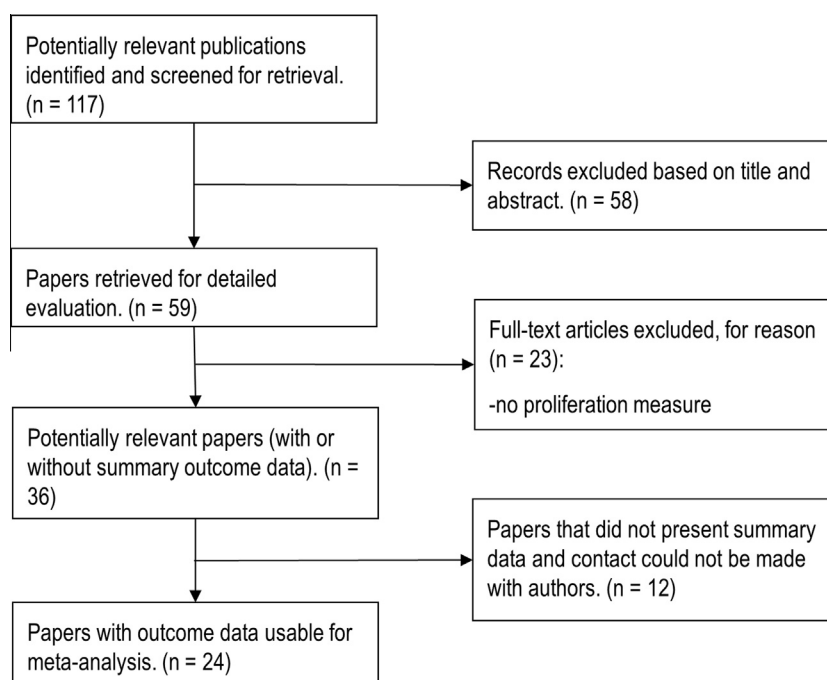 Potentially relevant publications
identified and screened for retrieval.
(n = 117)
Records excluded based on title and
abstract. (n = 58)
Papers retrieved for detailed
evaluation. (n = 59)
Full-text articles excluded, for reason
(n = 23):
-no proliferation measure
Potentially relevant papers (with or
without summary outcome data). (n =
36)
Papers that did not present summary
data and contact could not be made
with authors. (n = 12)
Papers with outcome data usable for
meta-analysis. (n = 24)